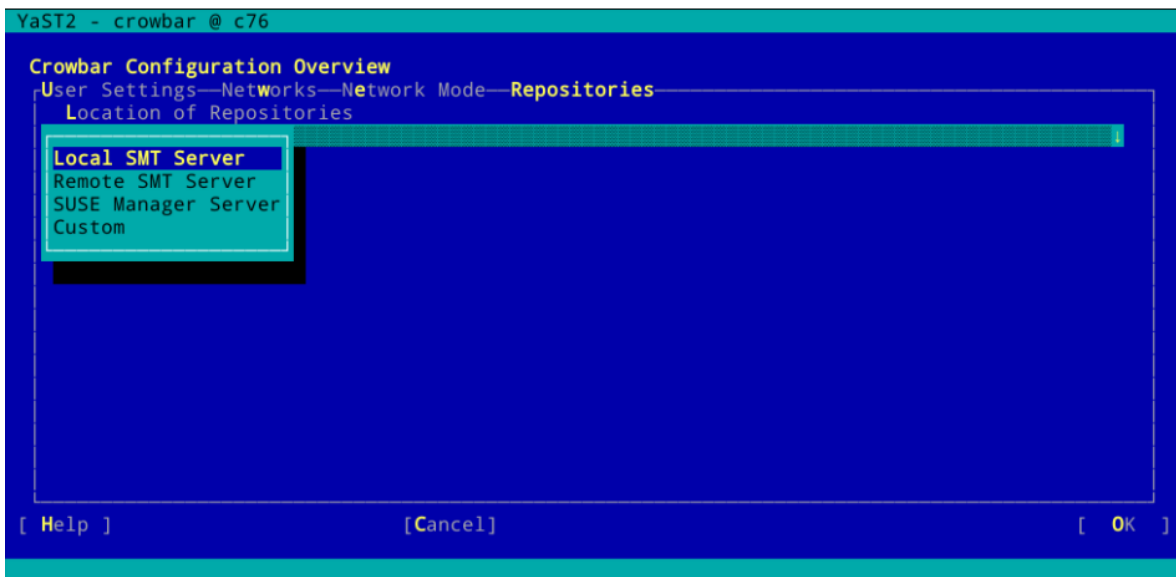 YaST2 - crowbar @ c76
Crowbar Configuration Overview
User Settings—Networks—Network Mode—Repositories
Location of Repositories
Local SMT Server
Remote SMT Server
SUSE Manager Server
Custom
[ Help ] [Cancel] [ OK ]